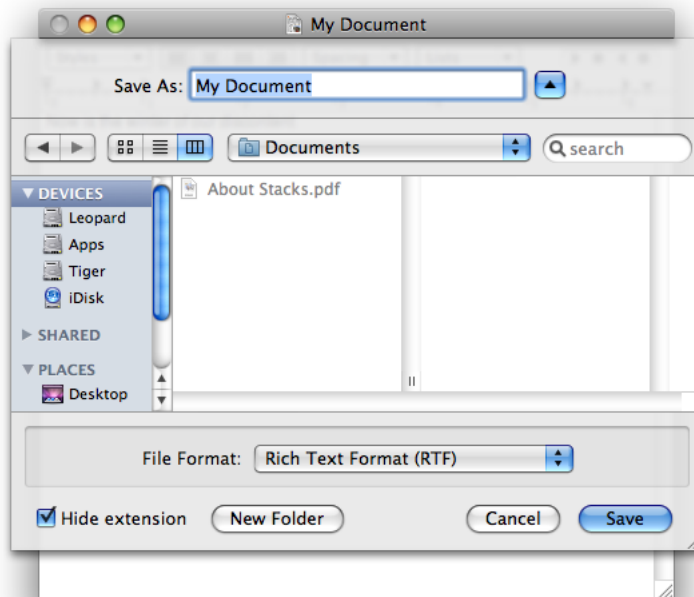 My Document
Save As: My Document
Documents
search
DEVICES
About Stacks.pdf
Leopard
Apps
Tiger
iDisk
SHARED
PLACES
Desktop
File Format: Rich Text Format (RTF)
Hide extension
New Folder
Cancel
Save